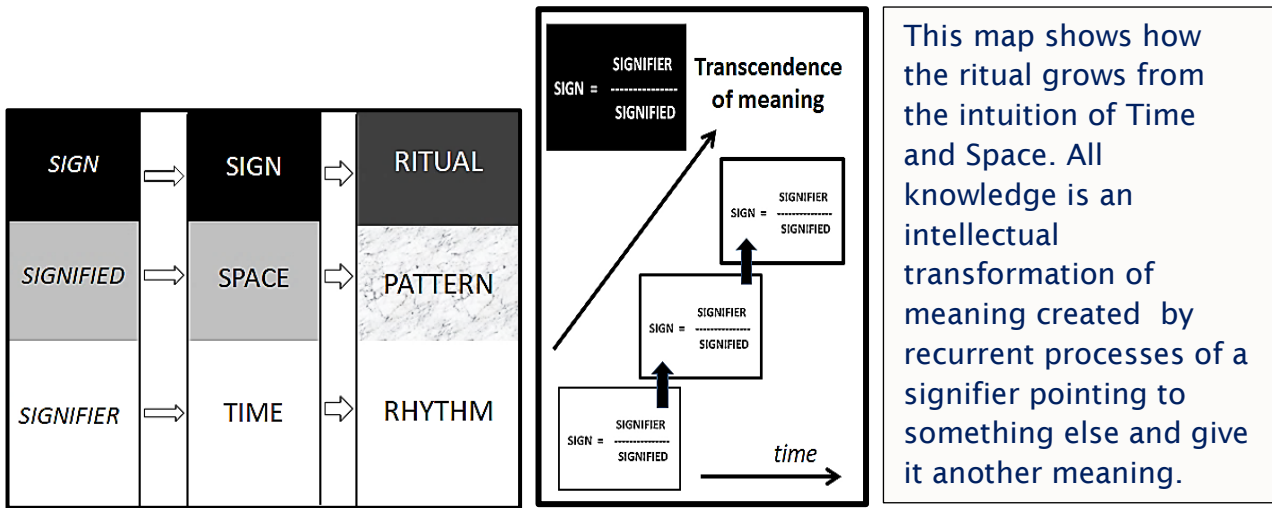 SIGN SIGN RITUAL
SIGNIFIED SPACE PATTERN
SIGNIFIER TIME RHYTHM
SIGNIFIER
SIGN = ---------------
SIGNIFIED
Transcendence
of meaning
SIGNIFIER
SIGN = ---------------
SIGNIFIED
SIGNIFIER
SIGN = ---------------
SIGNIFIED
SIGNIFIER
SIGN = ---------------
SIGNIFIED
time
This map shows how
the ritual grows from
the intuition of Time
and Space. All
knowledge is an
intellectual
transformation of
meaning created  by
recurrent processes of a
signifier pointing to
something else and give
it another meaning.